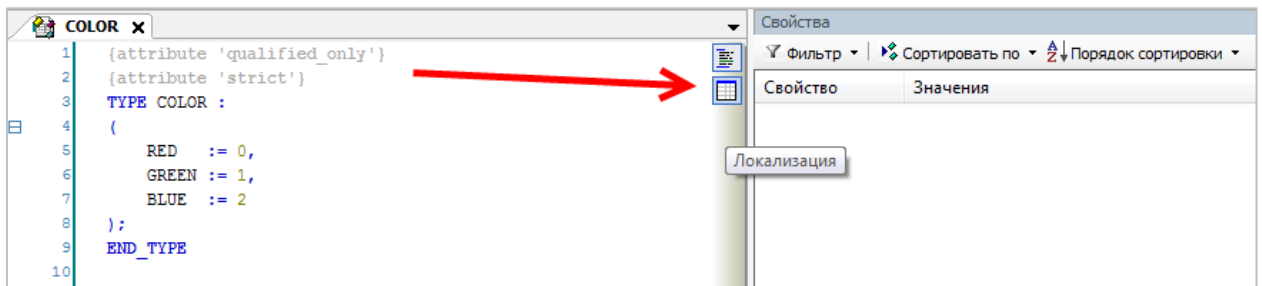 COLOR
1 {attribute 'qualified_only'}
2 {attribute 'strict'}
3 TYPE COLOR :
4 (
5 RED := 0,
6 GREEN := 1,
7 BLUE := 2
8 );
9 END_TYPE
10
Локализация
Свойства
Фильтр Сортировать по Порядок сортировки
Свойство Значения